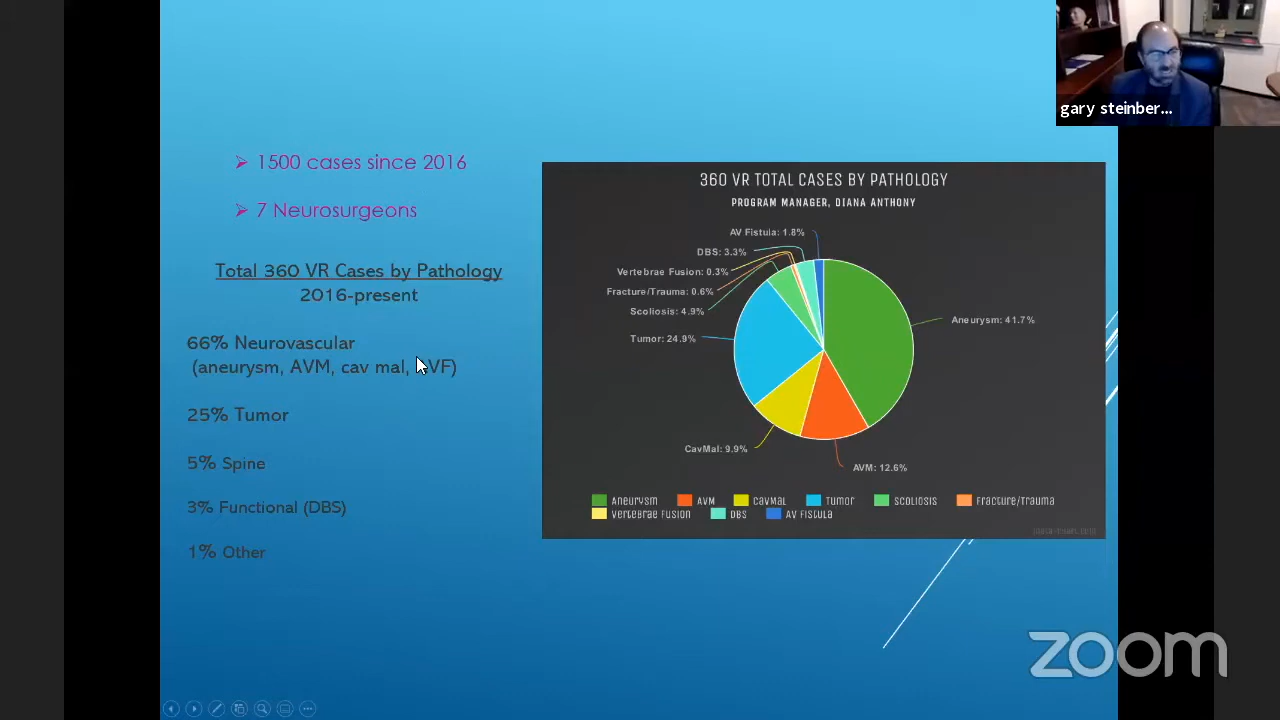 gary steinber...
➢ 1500 cases since 2016
➢ 7 Neurosurgeons
Total 360 VR Cases by Pathology
2016-present
66% Neurovascular
(aneurysm, AVM, cav mal, VF)
25% Tumor
5% Spine
3% Functional (DBS)
1% Other
360 VR TOTAL CASES BY PATHOLOGY
PROGRAM MANAGER, DIANA ANTHONY
AV Fistula: 1.8%
DBS: 3.3%
Vertebrae Fusion: 0.3%
Fracture/Trauma: 0.6%
Scoliosis: 4.9%
Tumor: 24.9%
Aneurysm: 41.7%
CavMal: 9.9%
AVM: 12.6%
Aneurysm AVM CavMal Tumor Scoliosis Fracture/Trauma
Vertebrae Fusion DBS AV Fistula
zoom